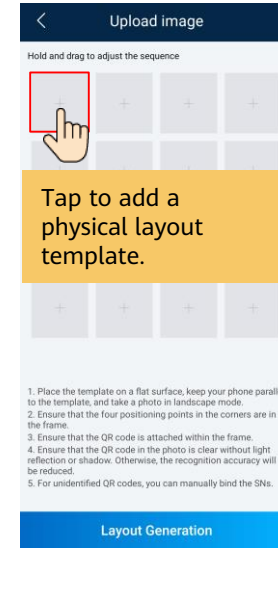 Upload image
Hold and drag to adjust the sequence
Tap to add a
physical layout
template.
1. Place the template on a flat surface, keep your phone parall
to the template, and take a photo in landscape mode.
2. Ensure that the four positioning points in the corners are in
the frame.
3. Ensure that the QR code is attached within the frame.
4. Ensure that the QR code in the photo is clear without light
reflection or shadow. Otherwise, the recognition accuracy will
be reduced.
5. For unidentified QR codes, you can manually bind the SNs.
Layout Generation